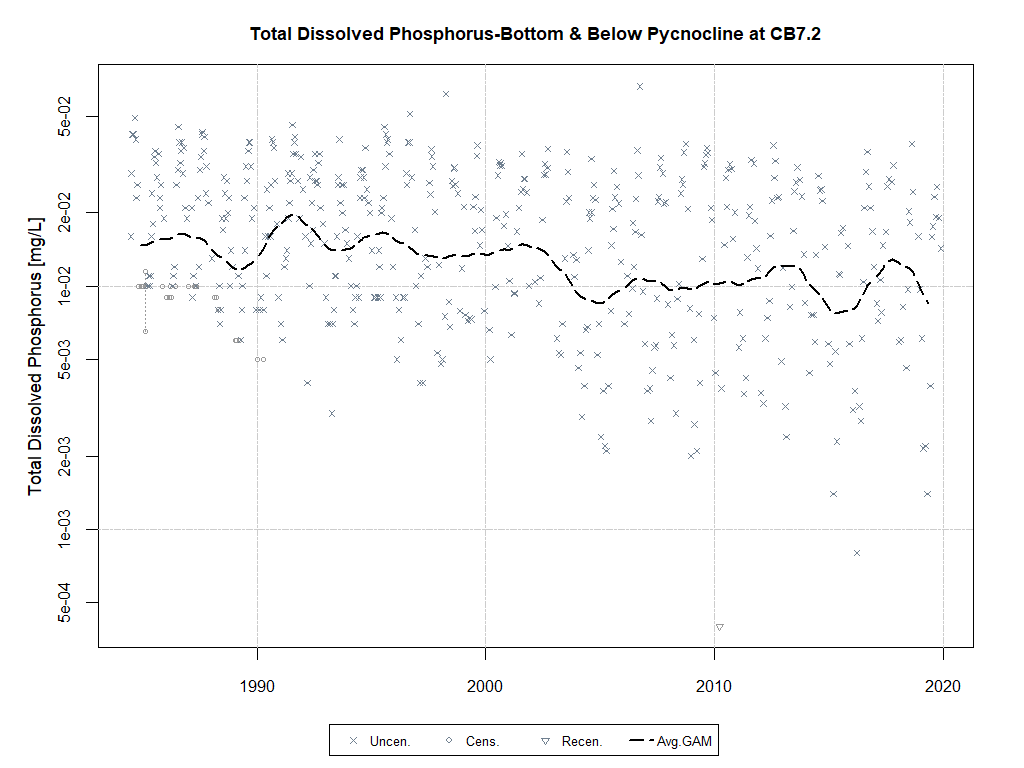 Total Dissolved Phosphorus-Bottom & Below Pycnocline at CB7.2
Total Dissolved Phosphorus [mg/L]
5e-02
2e-02
1e-02
5e-03
2e-03
1e-03
5e-04
1990 2000 2010 2020
Uncen. Cens. Recen. Avg.GAM